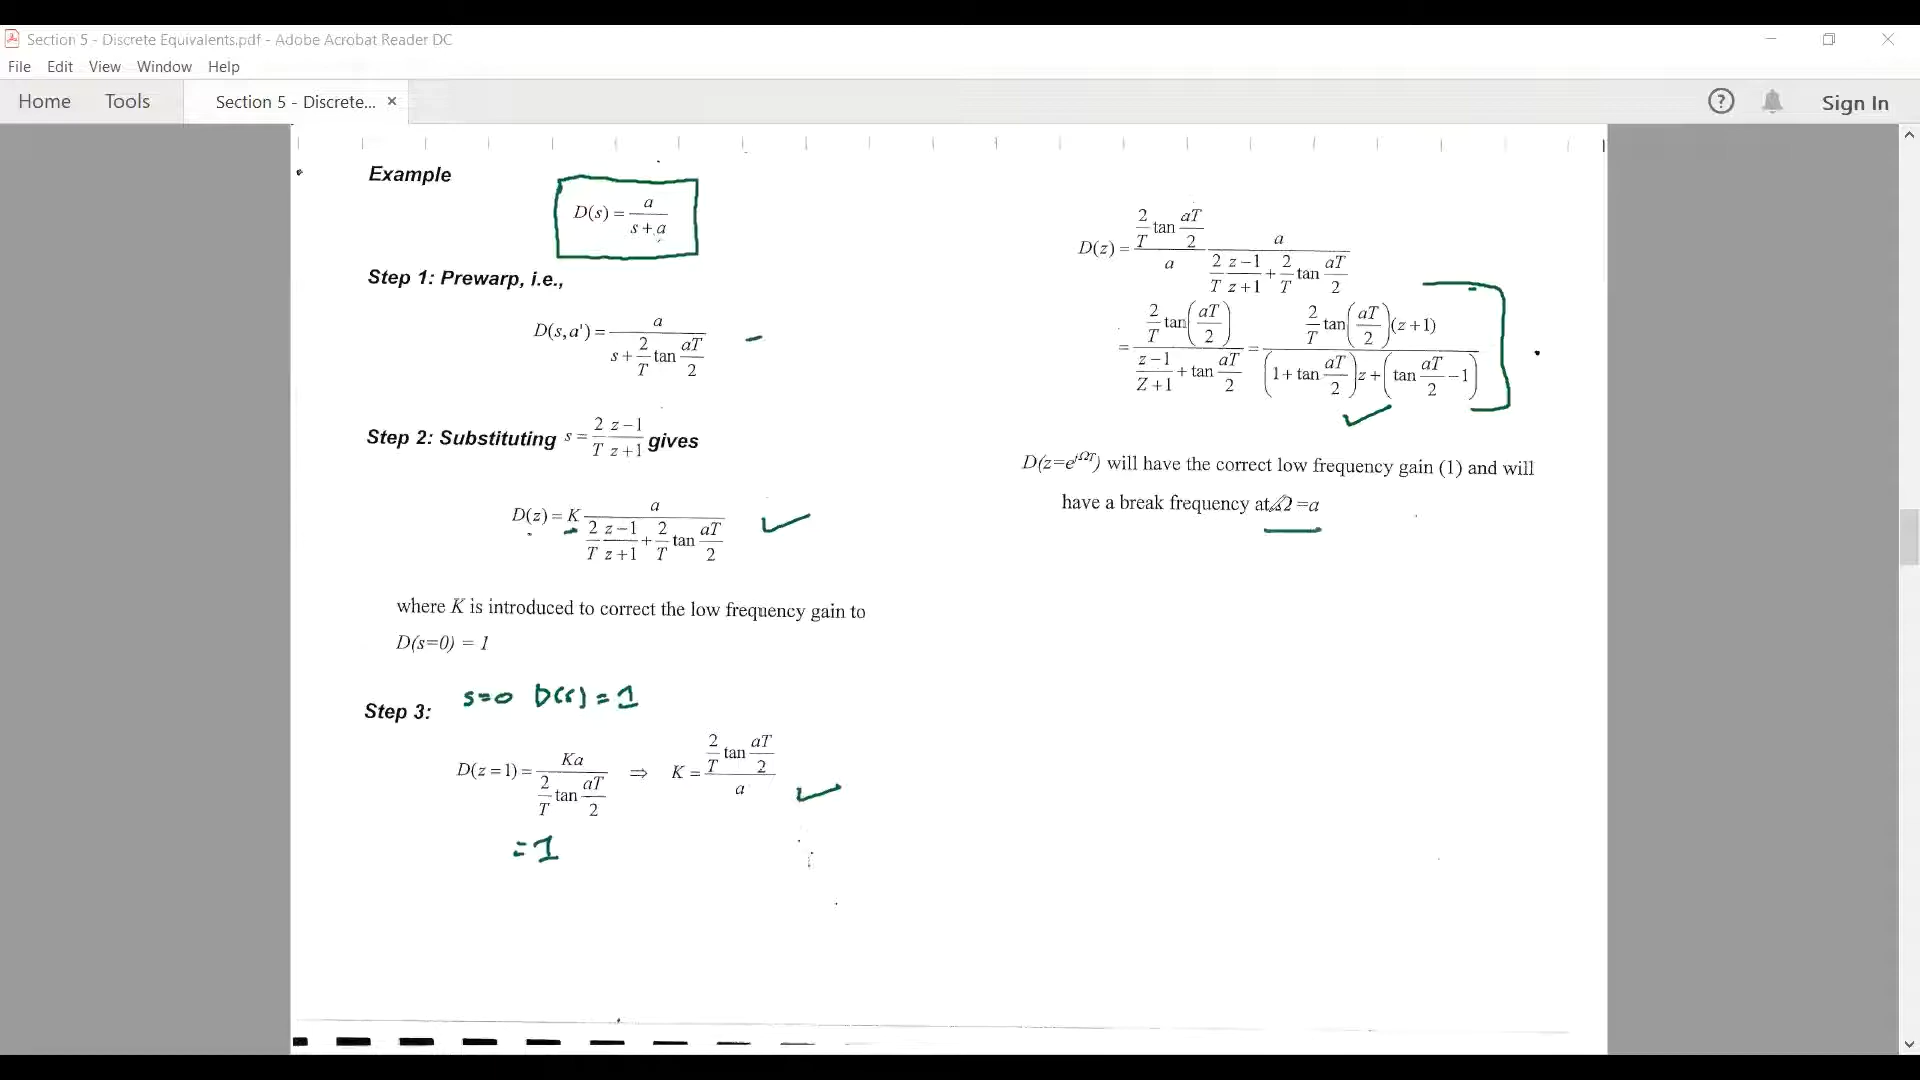 Section 5 - Discrete Equivalents.pdf - Adobe Acrobat Reader DC
File Edit View Window Help
Home Tools Section 5 - Discrete... × ? Sign In
Example
D(s) = a / (s + a)
Step 1: Prewarp, i.e.,
D(s,a') = a / (s + 2/T tan aT/2)
Step 2: Substituting s = 2/T z−1/z+1 gives
D(z) = K a / (2/T z−1/z+1 + 2/T tan aT/2)
where K is introduced to correct the low frequency gain to
D(s=0) = 1
s=0 D(s) = 1
Step 3:
D(z=1) = Ka / (2/T tan aT/2) ⇒ K = (2/T tan aT/2) / a
= 1
D(z) = (2/T tan aT/2) / a a / (2/T z−1/z+1 + 2/T tan aT/2)
= 2/T tan(aT/2) / (z−1/Z+1 + tan aT/2) = 2/T tan(aT/2)(z+1) / ((1 + tan aT/2)z + (tan aT/2 − 1))
D(z=e^jΩT) will have the correct low frequency gain (1) and will
have a break frequency at Ω=a